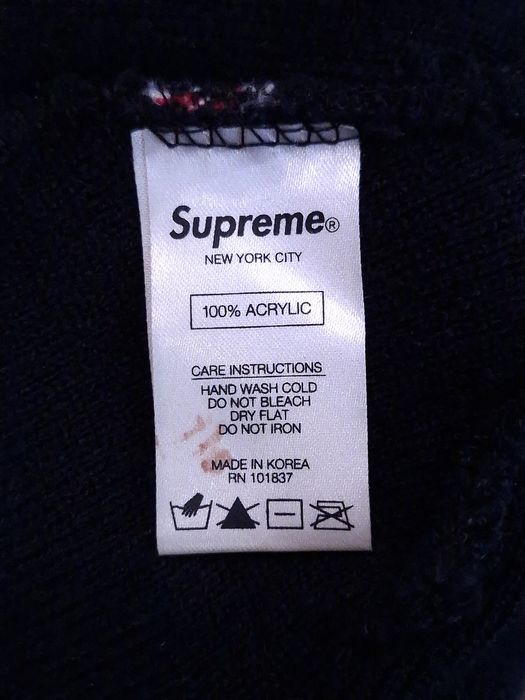 Supreme®
NEW YORK CITY
100% ACRYLIC
CARE INSTRUCTIONS
HAND WASH COLD
DO NOT BLEACH
DRY FLAT
DO NOT IRON
MADE IN KOREA
RN 101837